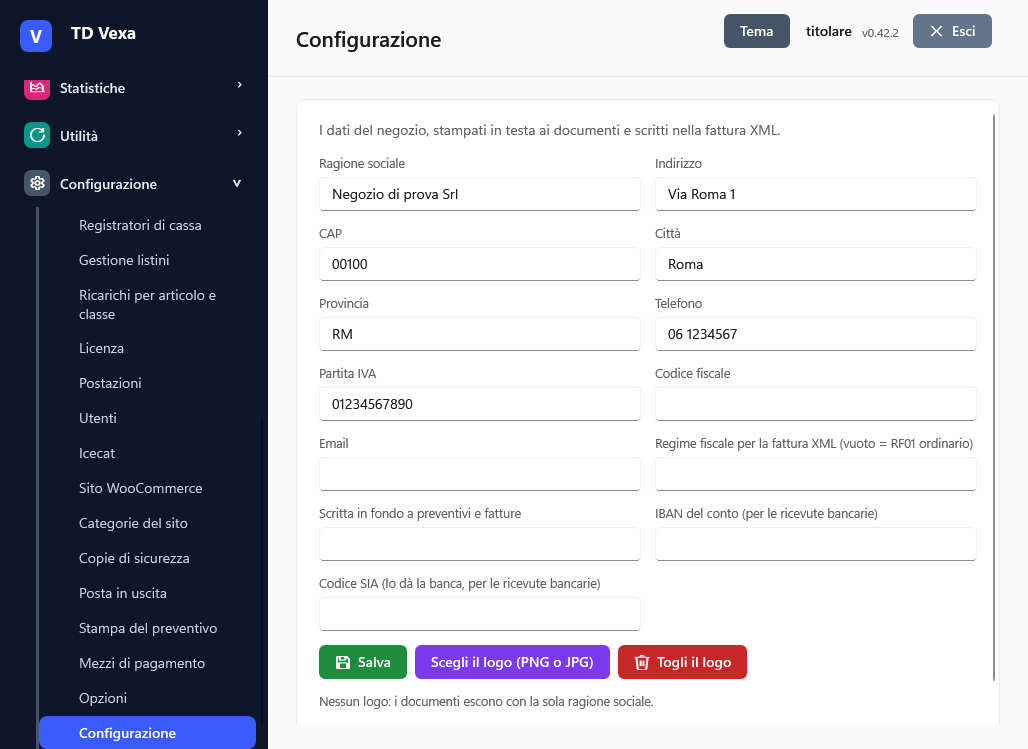 V
TD Vexa
Statistiche
Utilità
Configurazione
Registratori di cassa
Gestione listini
Ricarichi per articolo e
classe
Licenza
Postazioni
Utenti
Icecat
Sito WooCommerce
Categorie del sito
Copie di sicurezza
Posta in uscita
Stampa del preventivo
Mezzi di pagamento
Opzioni
Configurazione
Configurazione
Tema
titolare
v0.42.2
Esci
I dati del negozio, stampati in testa ai documenti e scritti nella fattura XML.
Ragione sociale
Indirizzo
Negozio di prova Srl
Via Roma 1
CAP
Città
00100
Roma
Provincia
Telefono
RM
06 1234567
Partita IVA
Codice fiscale
01234567890
Email
Regime fiscale per la fattura XML (vuoto = RF01 ordinario)
Scritta in fondo a preventivi e fatture
IBAN del conto (per le ricevute bancarie)
Codice SIA (lo dà la banca, per le ricevute bancarie)
Salva
Scegli il logo (PNG o JPG)
Togli il logo
Nessun logo: i documenti escono con la sola ragione sociale.